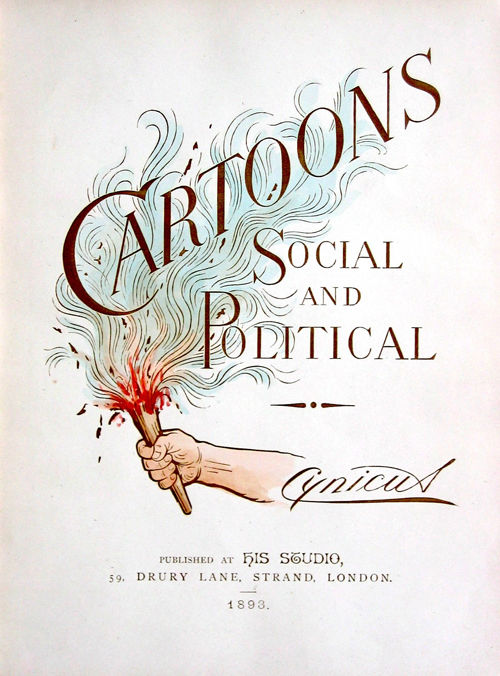 CARTOONS
SOCIAL
AND
POLITICAL
Cynicus
PUBLISHED AT HIS STUDIO,
59, DRURY LANE, STRAND, LONDON.
1893.